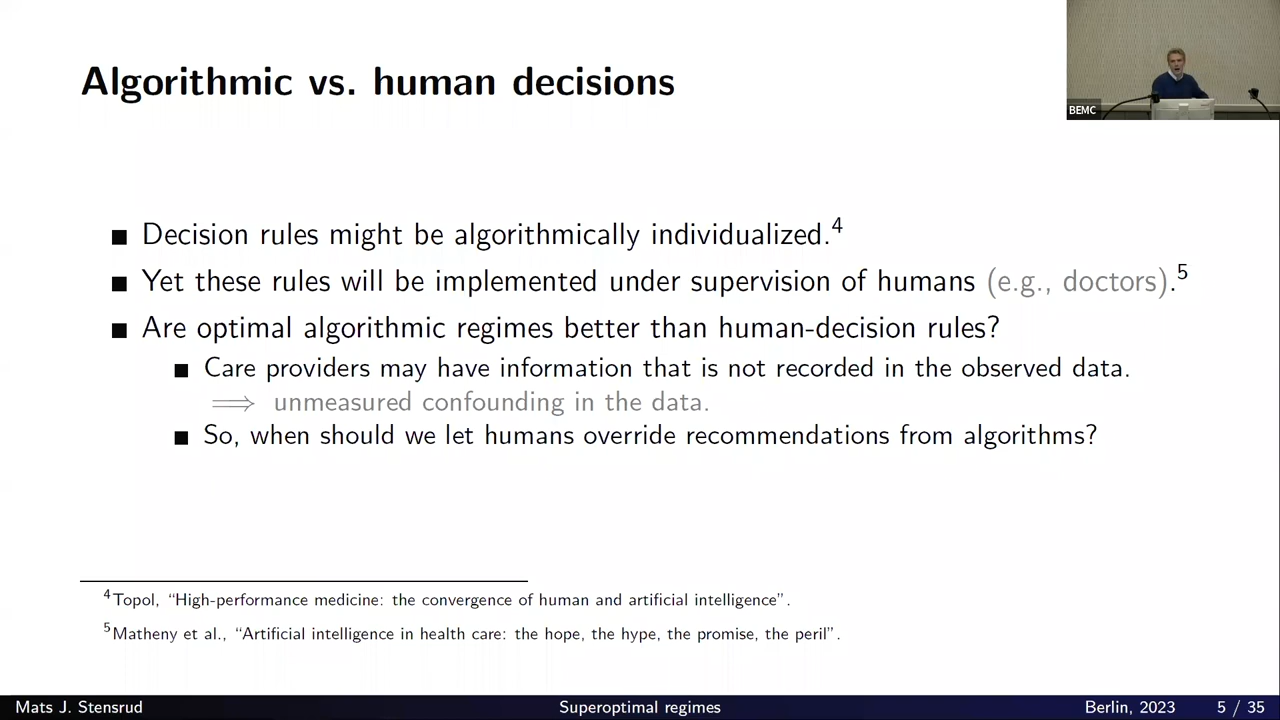 Algorithmic vs. human decisions
BEMC
■ Decision rules might be algorithmically individualized.4
■ Yet these rules will be implemented under supervision of humans (e.g., doctors).5
■ Are optimal algorithmic regimes better than human-decision rules?
■ Care providers may have information that is not recorded in the observed data.
⟹ unmeasured confounding in the data.
■ So, when should we let humans override recommendations from algorithms?
4Topol, “High-performance medicine: the convergence of human and artificial intelligence”.
5Matheny et al., “Artificial intelligence in health care: the hope, the hype, the promise, the peril”.
Mats J. Stensrud Superoptimal regimes Berlin, 2023 5 / 35